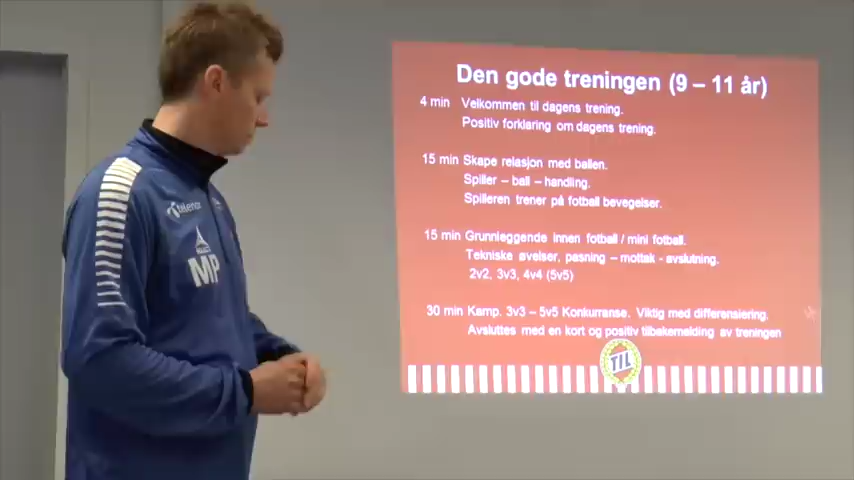 Den gode treningen (9 – 11 år)
4 min Velkommen til dagens trening.
Positiv forklaring om dagens trening.
15 min Skape relasjon med ballen.
Spiller – ball – handling.
Spilleren trener på fotball bevegelser.
15 min Grunnleggende innen fotball / mini fotball.
Tekniske øvelser, pasning – mottak - avslutning.
2v2, 3v3, 4v4 (5v5)
30 min Kamp. 3v3 – 5v5 Konkurranse. Viktig med differensiering.
Avsluttes med en kort og positiv tilbakemelding av treningen
TIL
telenor
SELECT
MP